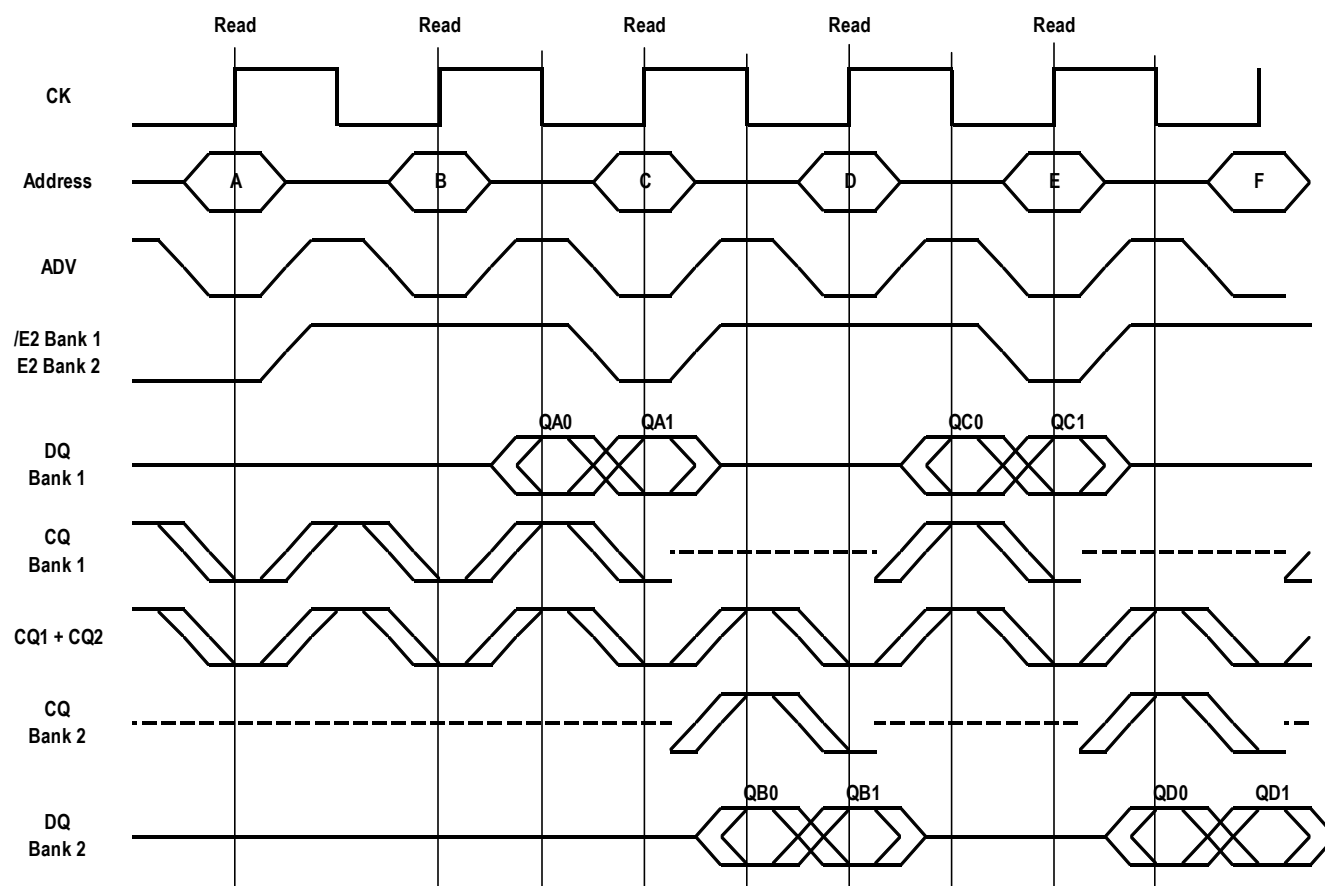 Read Read Read Read Read
CK
Address A B C D E F
ADV
/E2 Bank 1
E2 Bank 2
QA0 QA1 QC0 QC1
DQ
Bank 1
CQ
Bank 1
CQ1 + CQ2
CQ
Bank 2
QB0 QB1 QD0 QD1
DQ
Bank 2